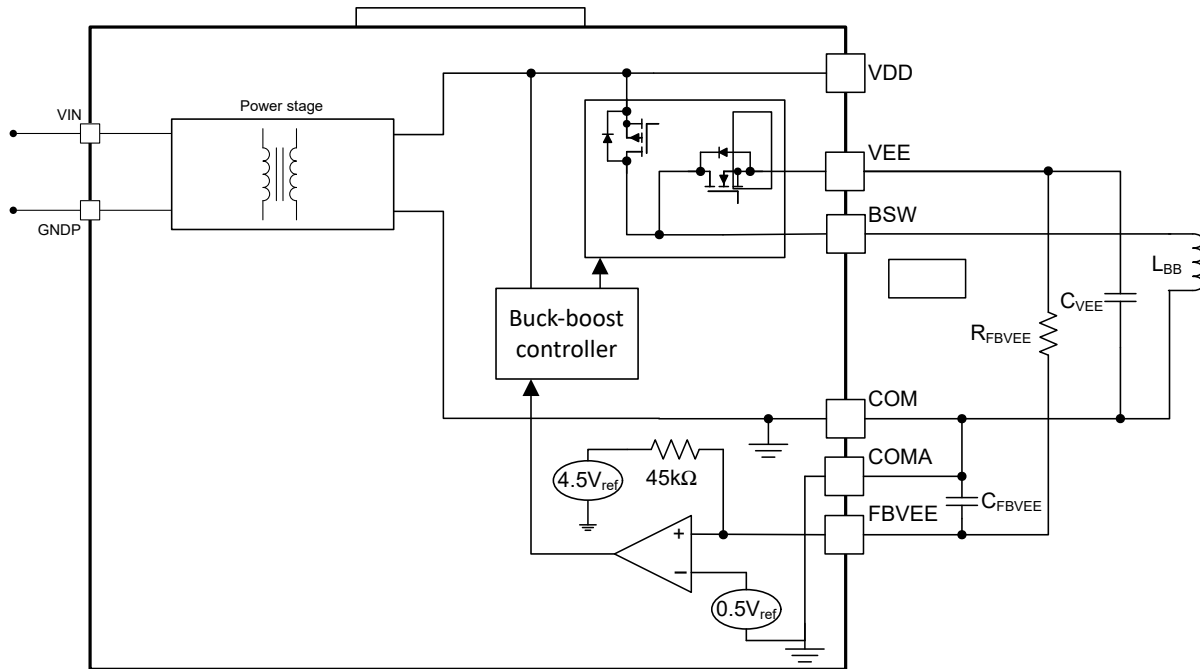 VDD
Power stage
VIN
VEE
BSW
GNDP
LBB
CVEE
Buck-boost
controller
RFBVEE
COM
COMA
4.5Vref
45kΩ
CFBVEE
FBVEE
+
−
0.5Vref